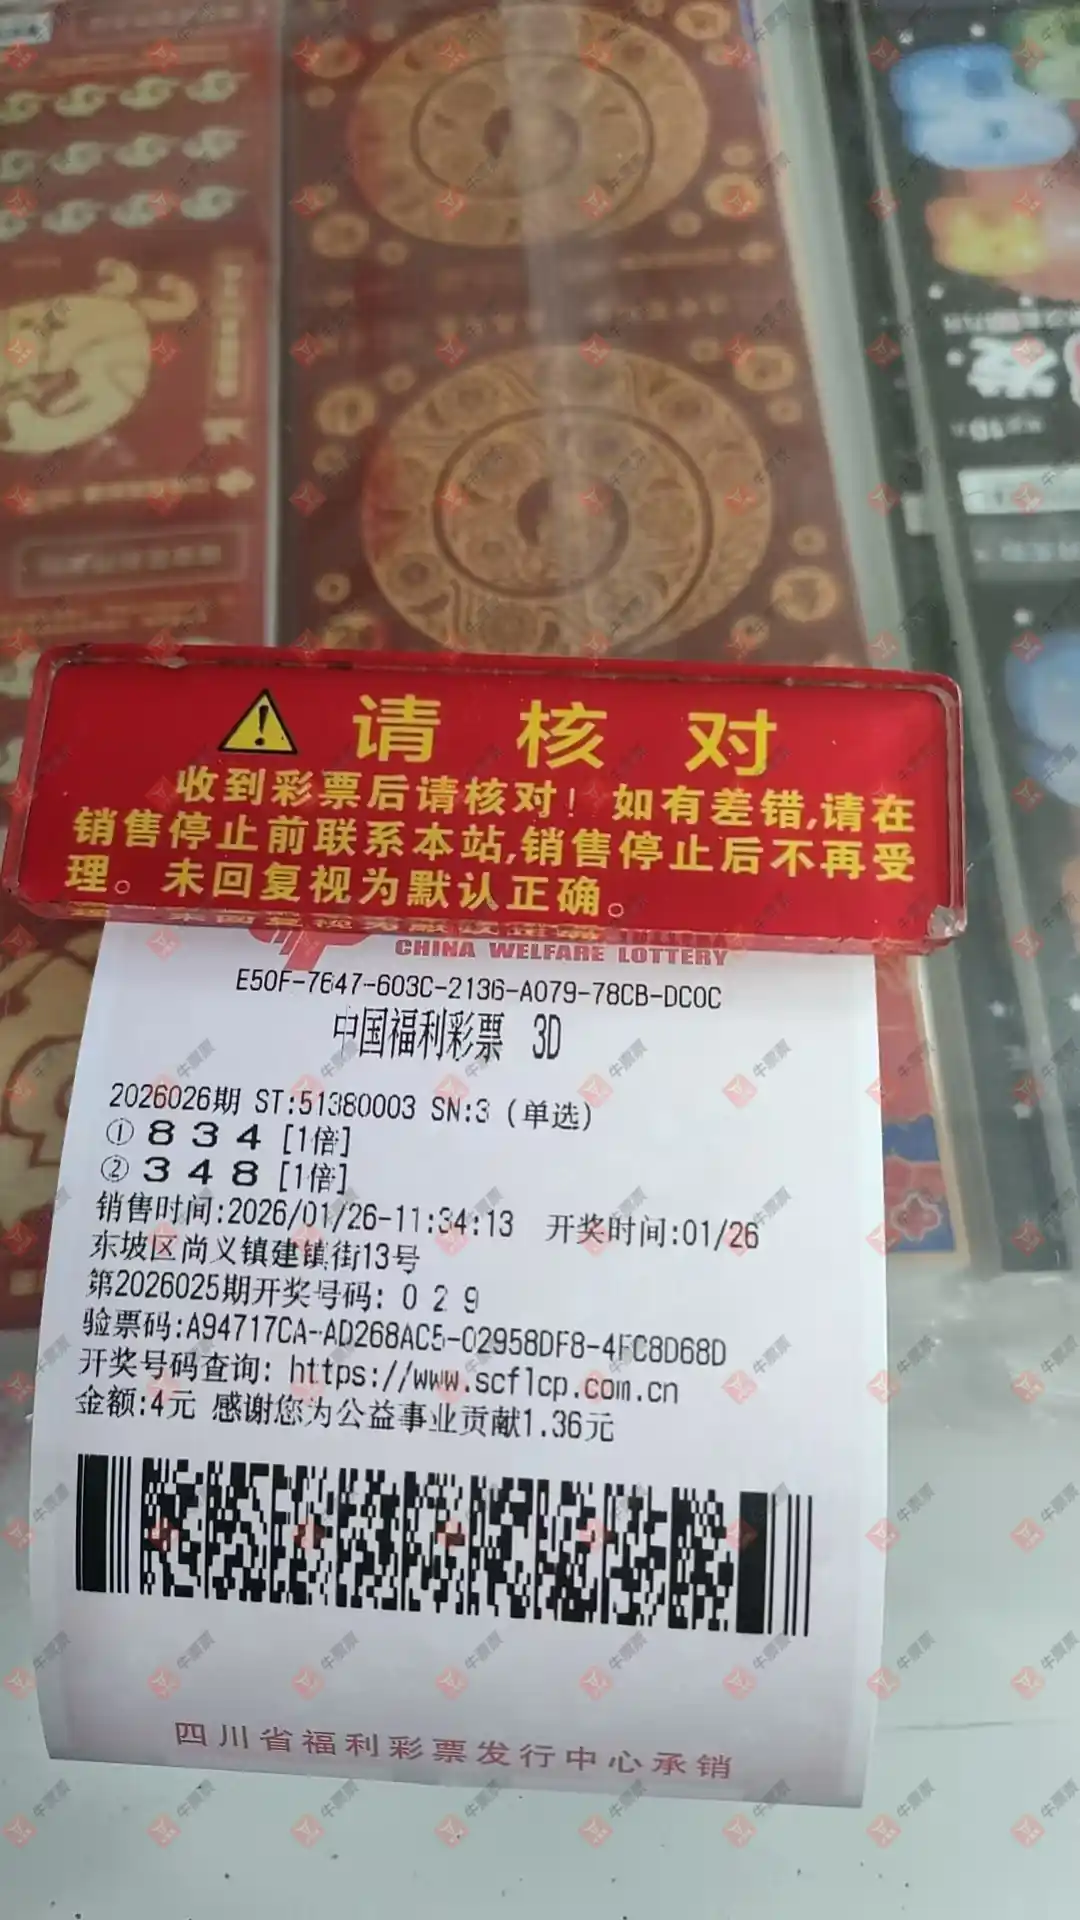 请 核 对
收到彩票后请核对！如有差错,请在
销售停止前联系本站,销售停止后不再受
理。未回复视为默认正确。
CHINA WELFARE LOTTERY
E50F-7647-603C-2136-A079-78CB-DC0C
中国福利彩票 3D
2026026期 ST:51380003 SN:3 (单选)
① 8 3 4 [1倍]
② 3 4 8 [1倍]
销售时间:2026/01/26-11:34:13 开奖时间:01/26
东坡区尚义镇建镇街13号
第2026025期开奖号码: 0 2 9
验票码:A94717CA-AD268AC5-02958DF8-4FC8D68D
开奖号码查询: https://www.scflcp.com.cn
金额:4元 感谢您为公益事业贡献1.36元
四川省福利彩票发行中心承销
牛票票